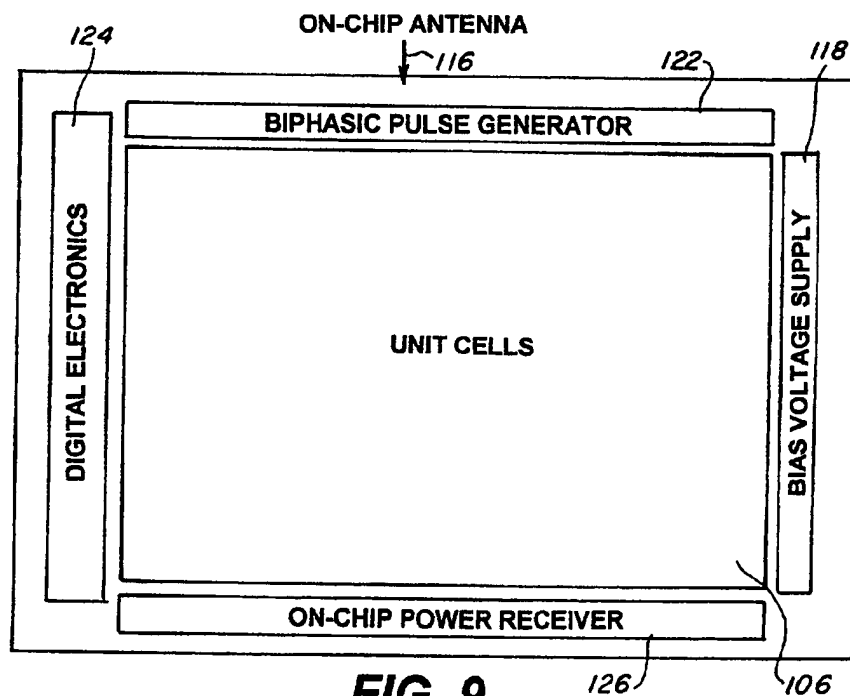 ON-CHIP ANTENNA
124
116
122
118
BIPHASIC PULSE GENERATOR
DIGITAL ELECTRONICS
UNIT CELLS
BIAS VOLTAGE SUPPLY
ON-CHIP POWER RECEIVER
126
106
FIG. 9